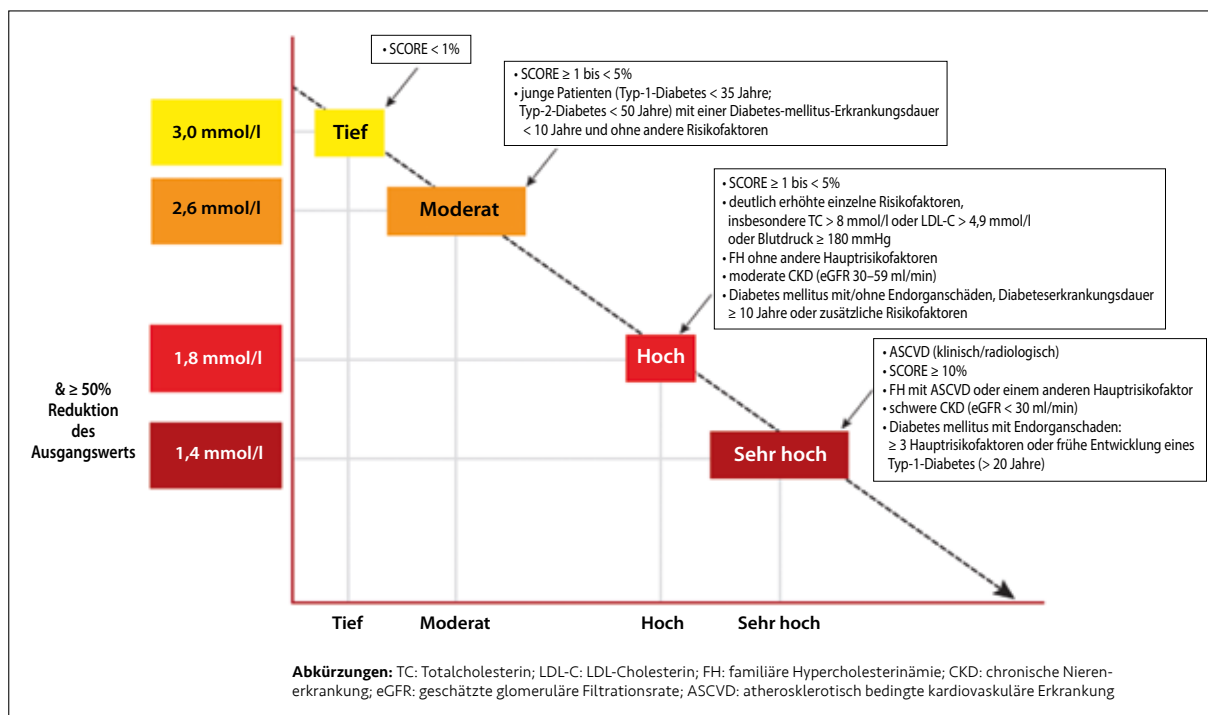 • SCORE < 1%
• SCORE ≥ 1 bis < 5%
• junge Patienten (Typ-1-Diabetes < 35 Jahre;
Typ-2-Diabetes < 50 Jahre) mit einer Diabetes-mellitus-Erkrankungsdauer
< 10 Jahre und ohne andere Risikofaktoren
3,0 mmol/l
Tief
2,6 mmol/l
Moderat
• SCORE ≥ 1 bis < 5%
• deutlich erhöhte einzelne Risikofaktoren,
insbesondere TC > 8 mmol/l oder LDL-C > 4,9 mmol/l
oder Blutdruck ≥ 180 mmHg
• FH ohne andere Hauptrisikofaktoren
• moderate CKD (eGFR 30–59 ml/min)
• Diabetes mellitus mit/ohne Endorganschäden, Diabeteserkrankungsdauer
≥ 10 Jahre oder zusätzliche Risikofaktoren
1,8 mmol/l
Hoch
• ASCVD (klinisch/radiologisch)
• SCORE ≥ 10%
• FH mit ASCVD oder einem anderen Hauptrisikofaktor
• schwere CKD (eGFR < 30 ml/min)
• Diabetes mellitus mit Endorganschaden:
≥ 3 Hauptrisikofaktoren oder frühe Entwicklung eines
Typ-1-Diabetes (> 20 Jahre)
& ≥ 50%
Reduktion
des
Ausgangswerts
1,4 mmol/l
Sehr hoch
Tief Moderat Hoch Sehr hoch
Abkürzungen: TC: Totalcholesterin; LDL-C: LDL-Cholesterin; FH: familiäre Hypercholesterinämie; CKD: chronische Nieren-
erkrankung; eGFR: geschätzte glomeruläre Filtrationsrate; ASCVD: atherosklerotisch bedingte kardiovaskuläre Erkrankung